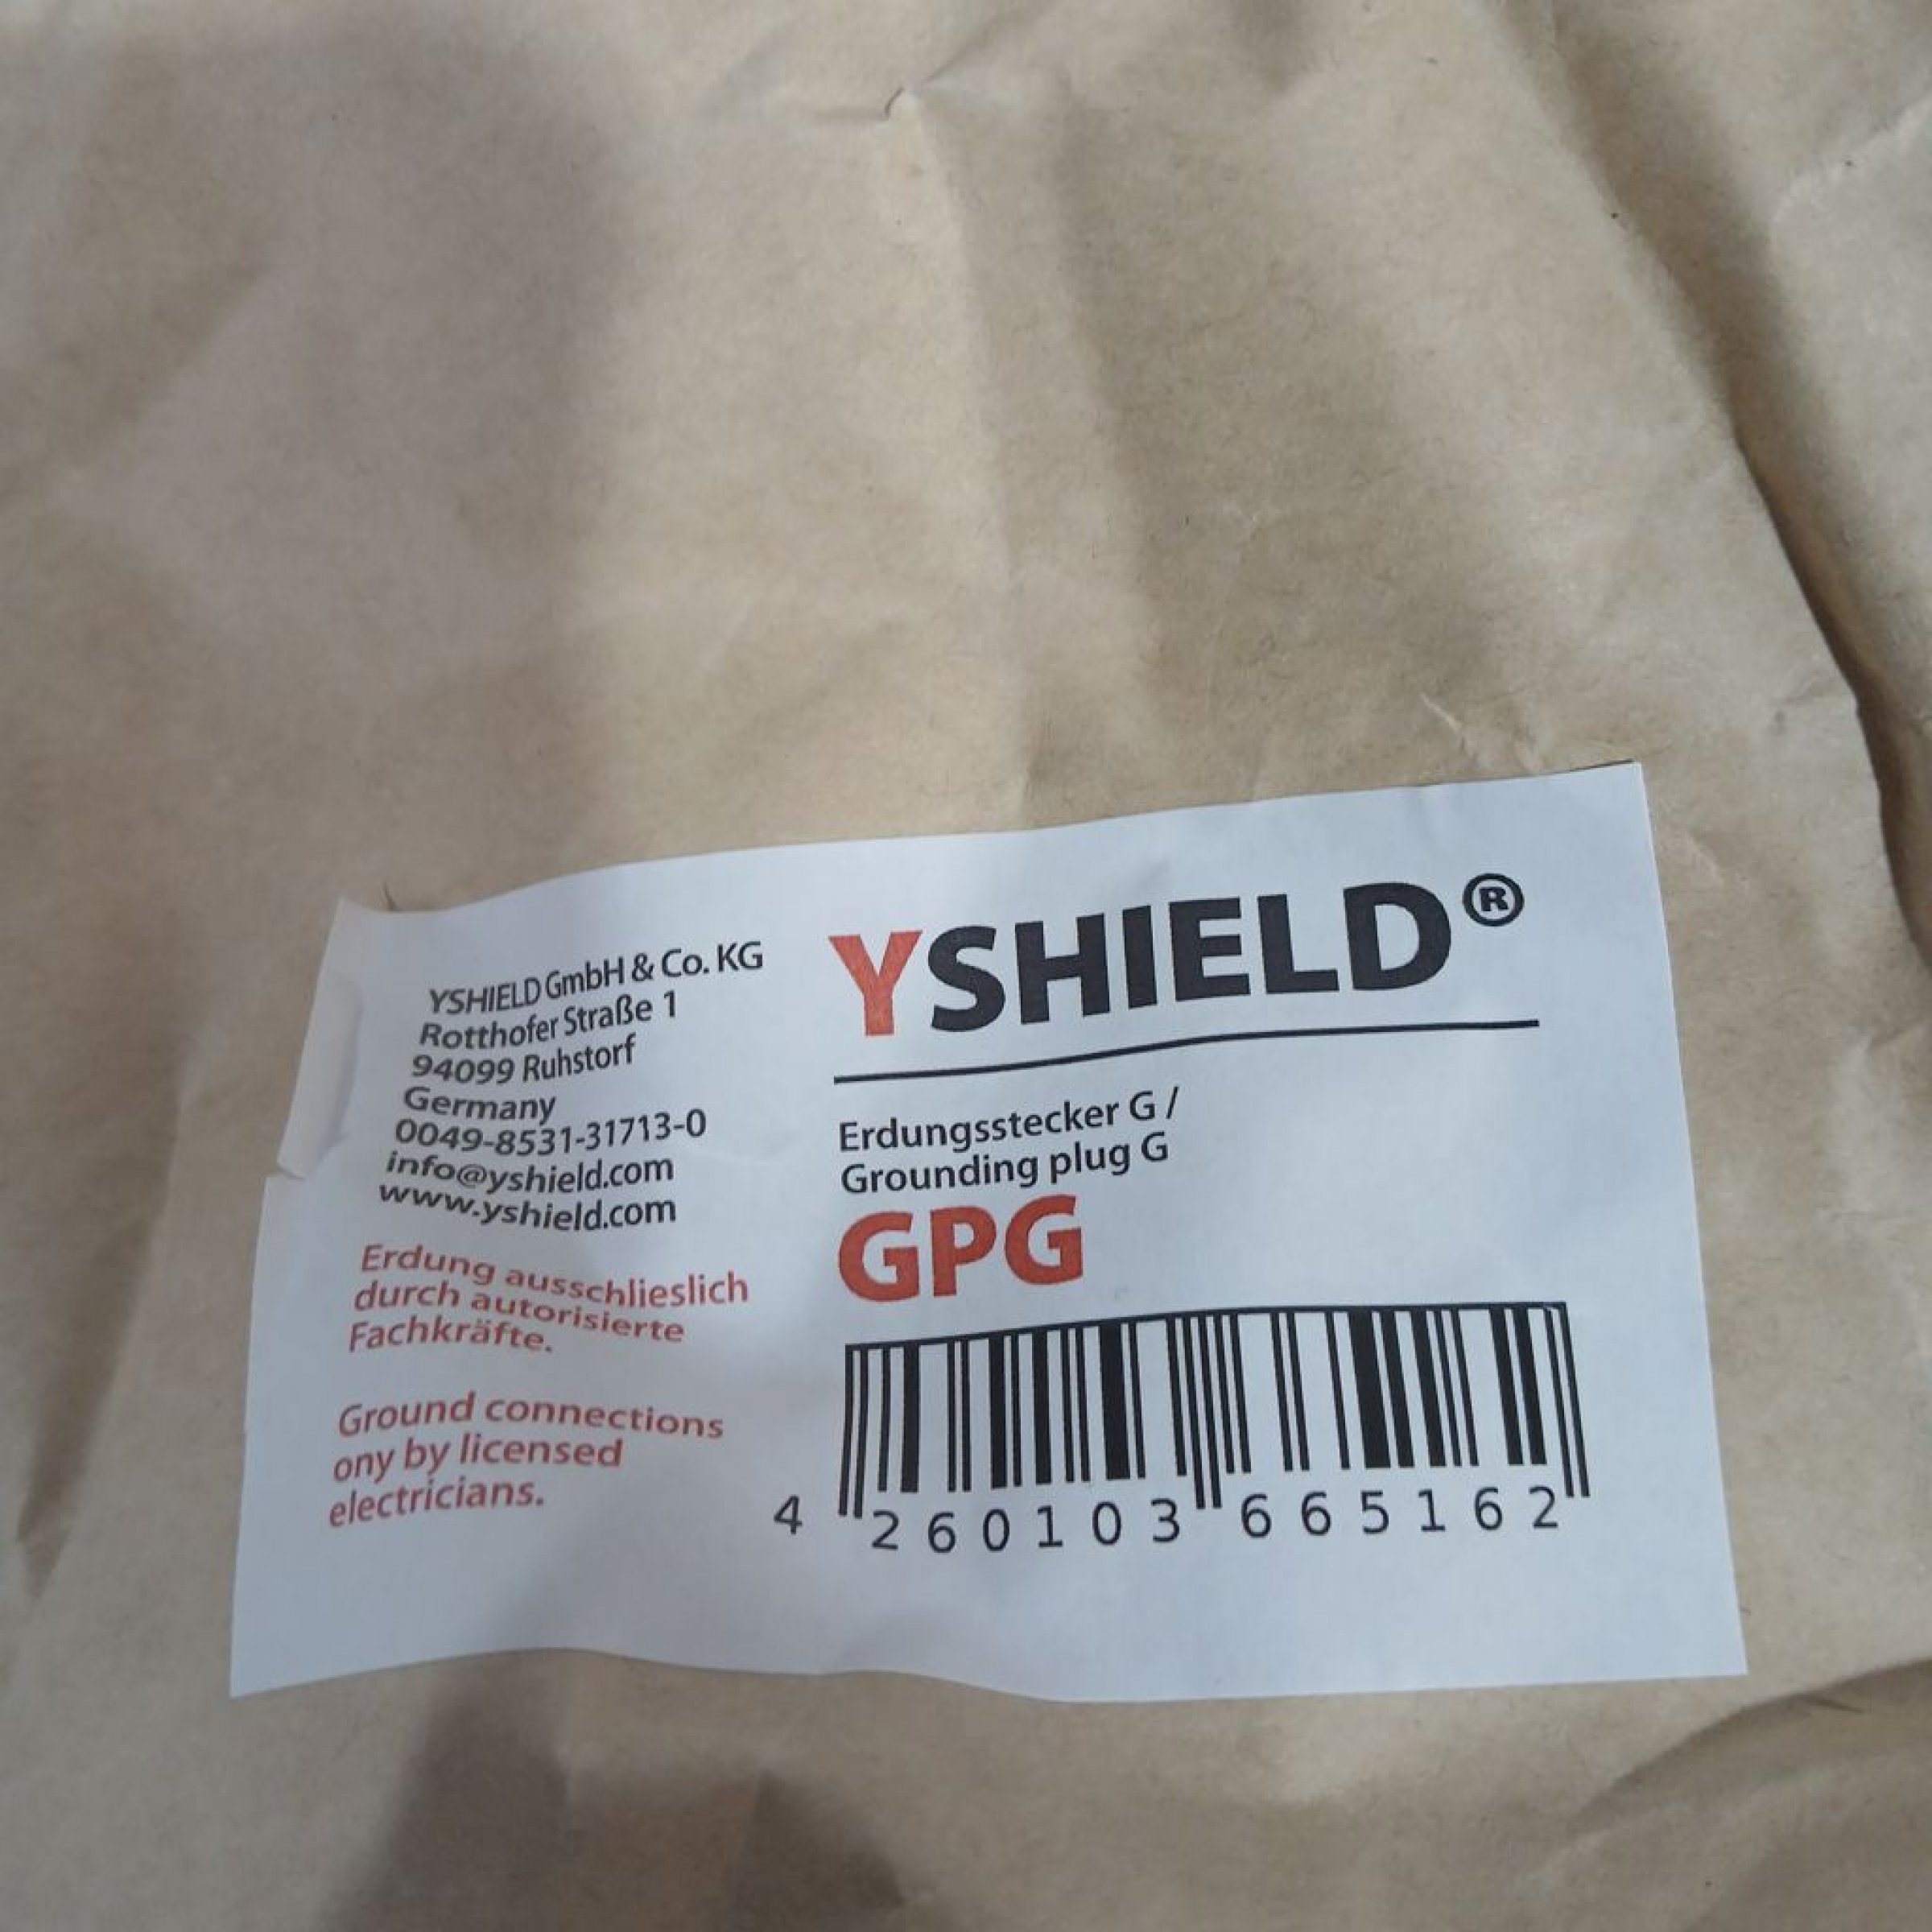 YSHIELD GmbH & Co. KG
Rotthofer Straße 1
94099 Ruhstorf
Germany
0049-8531-31713-0
info@yshield.com
www.yshield.com
Erdung ausschlieslich
durch autorisierte
Fachkräfte.
Ground connections
ony by licensed
electricians.
YSHIELD®
Erdungsstecker G /
Grounding plug G
GPG
4 260103 665162